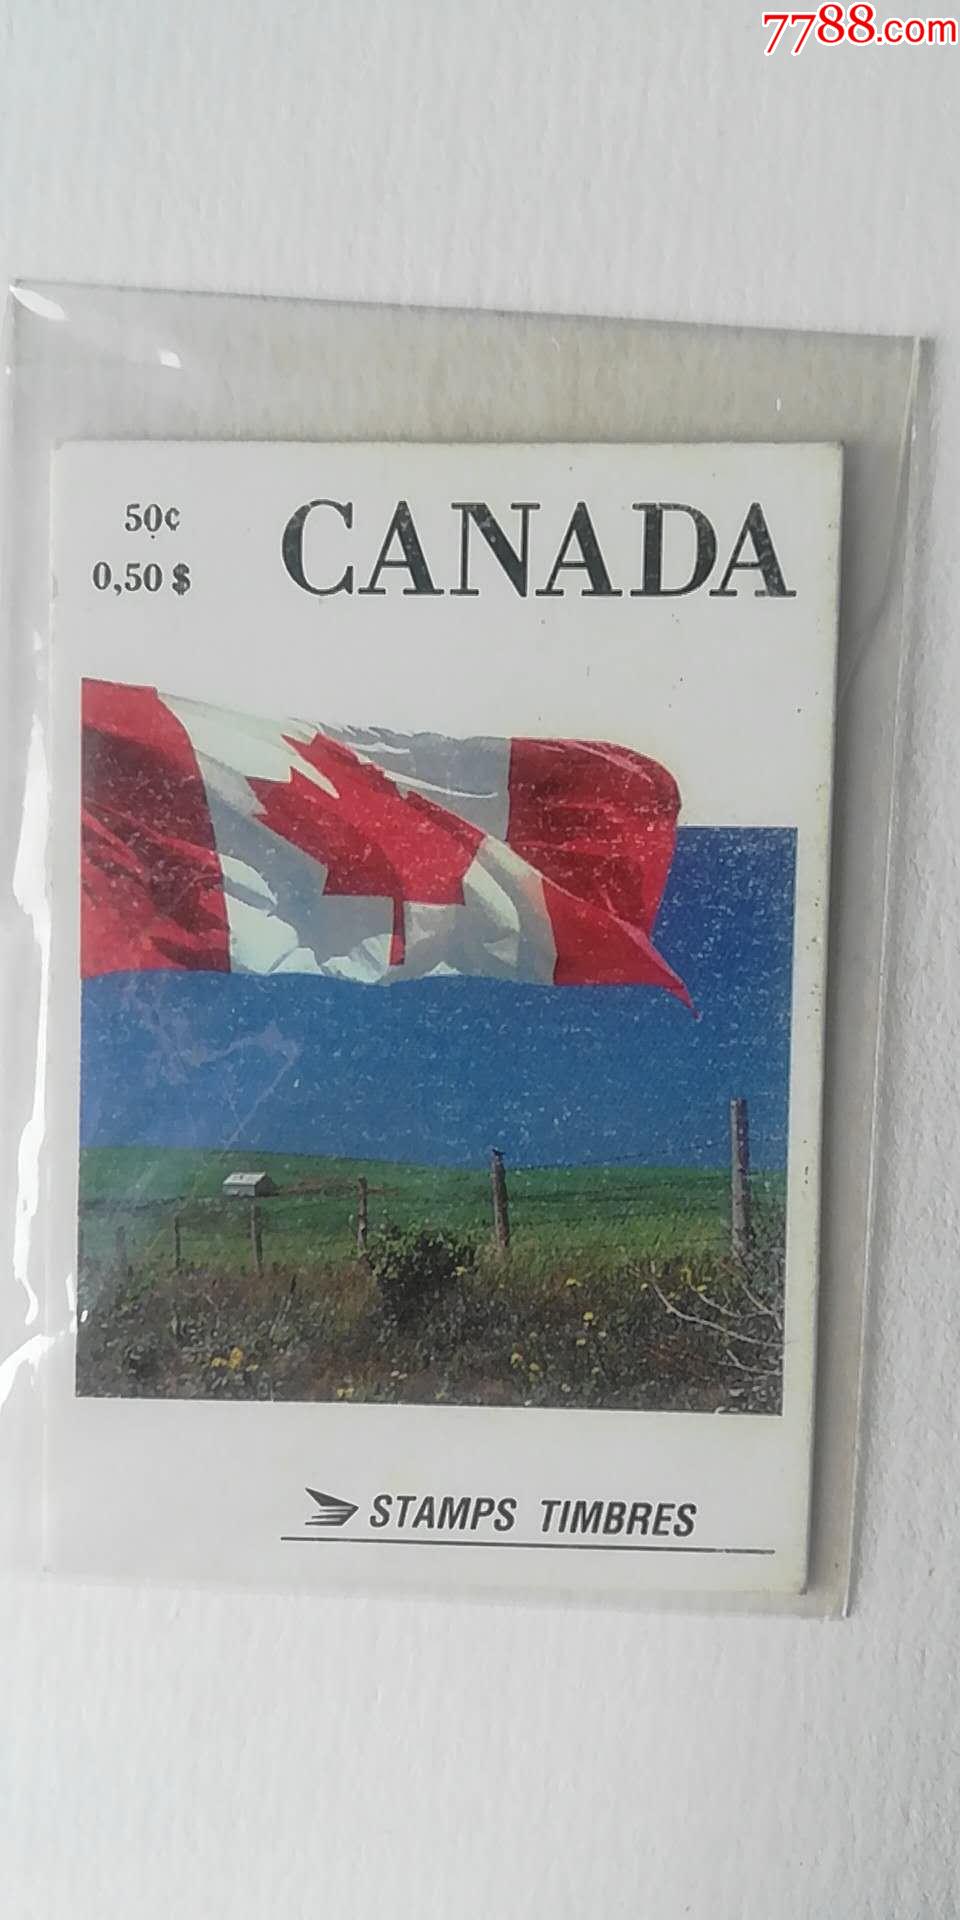 7788.com
50¢
0,50 $
CANADA
STAMPS TIMBRES